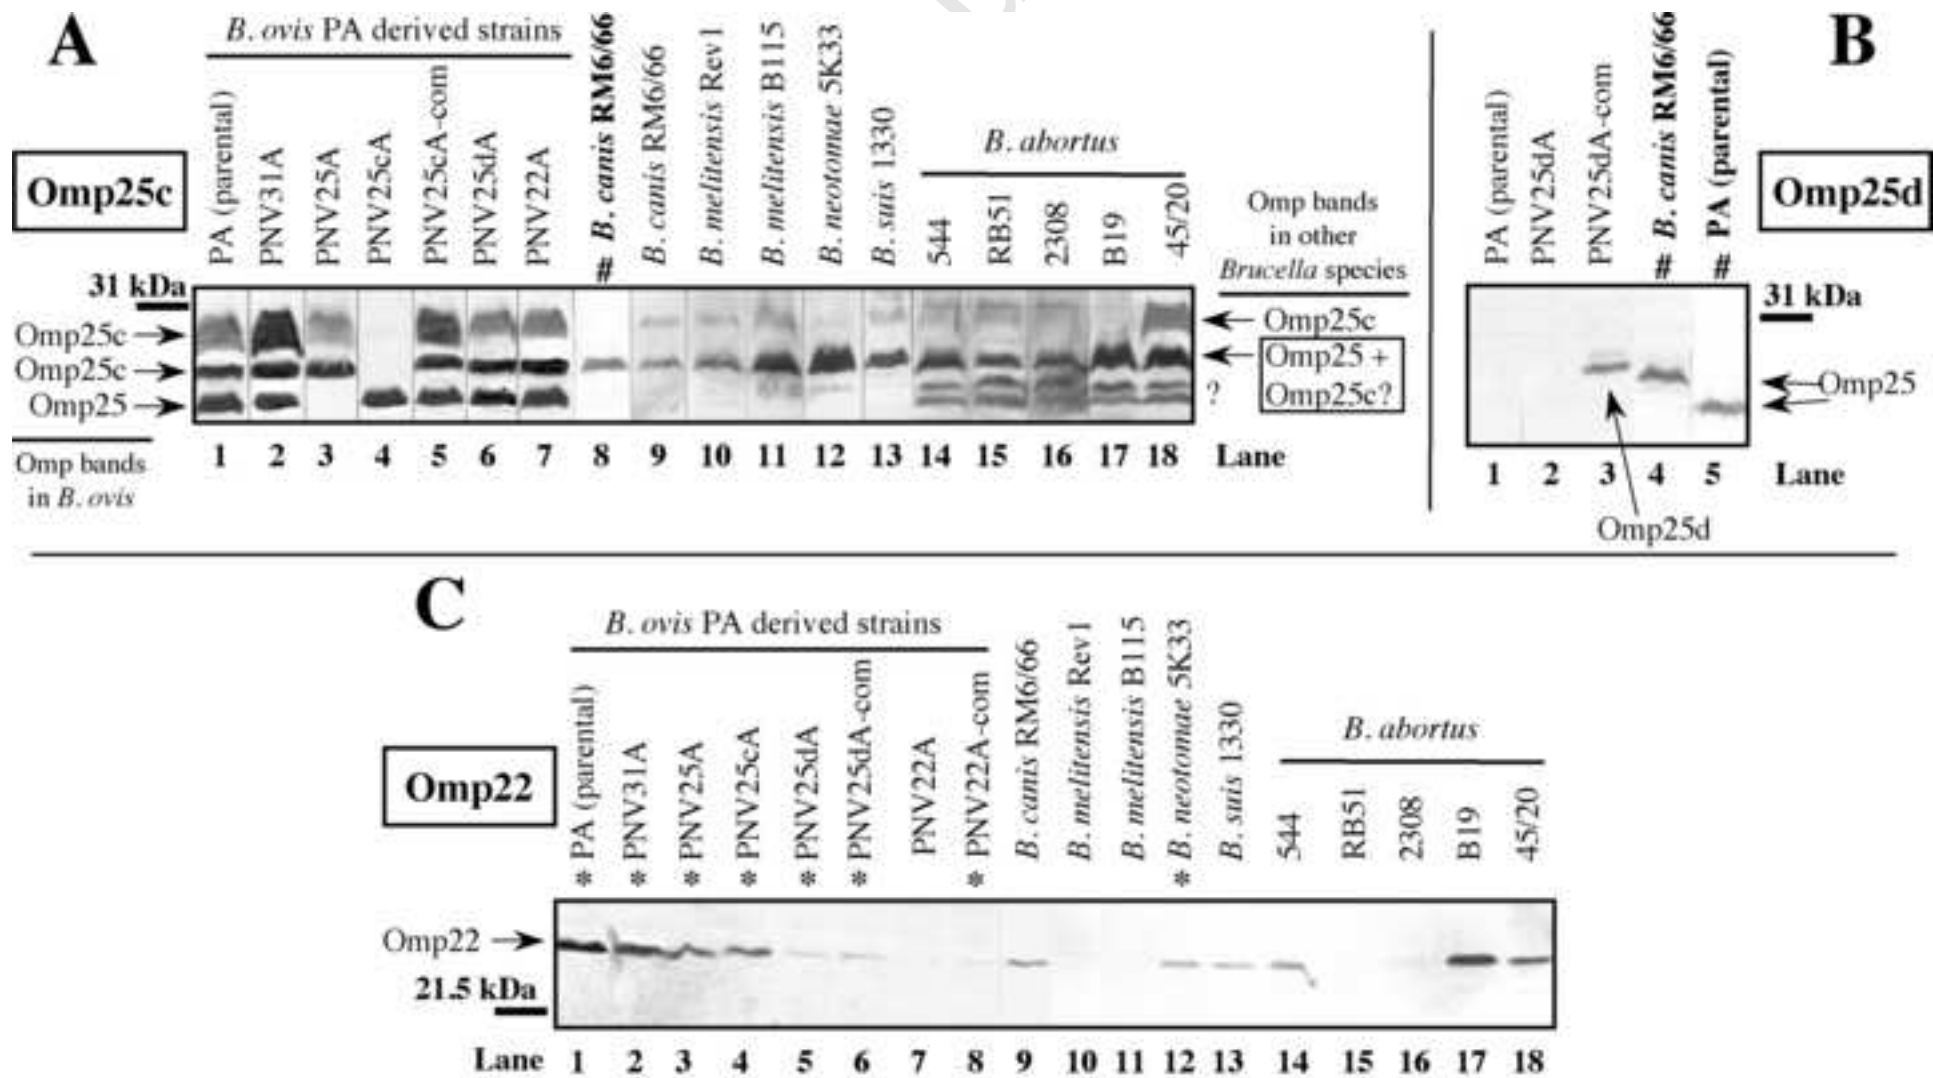 A
B. ovis PA derived strains
PA (parental)
PNV31A
PNV25A
PNV25cA
PNV25cA-com
PNV25dA
PNV22A
# B. canis RM6/66
B. canis RM6/66
B. melitensis Rev1
B. melitensis B115
B. neotomae 5K33
B. suis 1330
B. abortus
544
RB51
2308
B19
45/20
Omp25c
31 kDa
Omp25c
Omp25c
Omp25
Omp bands
in B. ovis
Omp bands
in other
Brucella species
Omp25c
Omp25 +
? Omp25c?
1 2 3 4 5 6 7 8 9 10 11 12 13 14 15 16 17 18 Lane
B
PA (parental)
PNV25dA
PNV25dA-com
# B. canis RM6/66
# PA (parental)
Omp25d
31 kDa
Omp25
1 2 3 4 5 Lane
Omp25d
C
B. ovis PA derived strains
* PA (parental)
* PNV31A
* PNV25A
* PNV25cA
* PNV25dA
* PNV25dA-com
PNV22A
* PNV22A-com
B. canis RM6/66
B. melitensis Rev1
B. melitensis B115
* B. neotomae 5K33
B. suis 1330
B. abortus
544
RB51
2308
B19
45/20
Omp22
Omp22
21.5 kDa
Lane 1 2 3 4 5 6 7 8 9 10 11 12 13 14 15 16 17 18